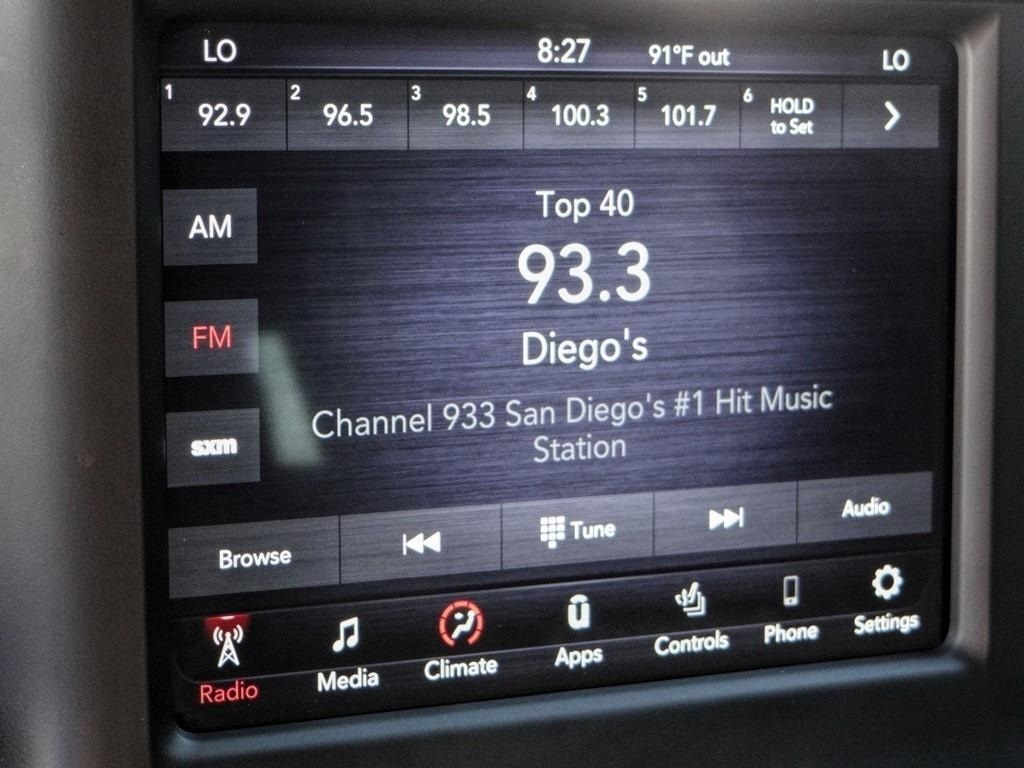 LO 8:27 91°F out LO
1 92.9 2 96.5 3 98.5 4 100.3 5 101.7 6 HOLD to Set
AM
FM
sxm
Top 40
93.3
Diego's
Channel 933 San Diego's #1 Hit Music
Station
Browse Tune Audio
Radio Media Climate Apps Controls Phone Settings